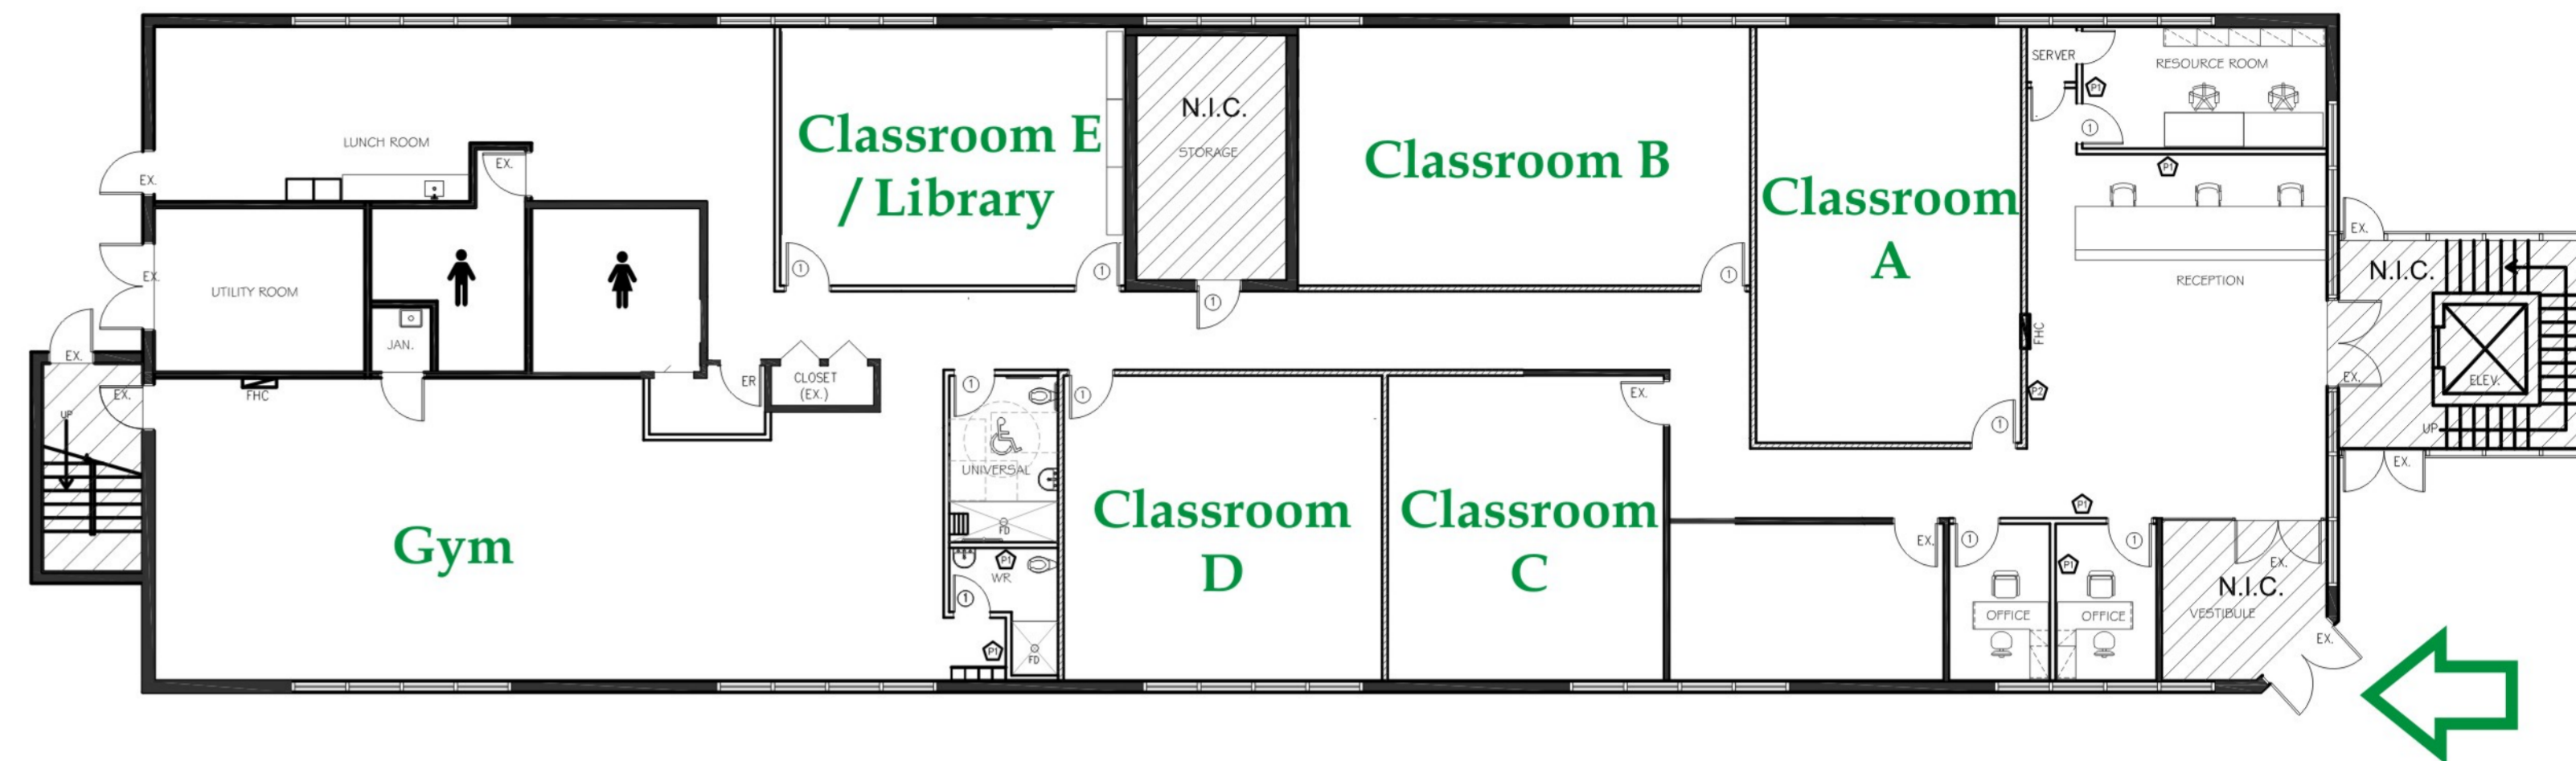 SERVER
RESOURCE ROOM
P1
1
P1
N.I.C.
STORAGE
Classroom E
/ Library
Classroom B
Classroom
A
LUNCH ROOM
EX.
EX.
EX.
UTILITY ROOM
JAN.
EX.
EX.
UP
FHC
1
1
1
1
1
FHC
P2
RECEPTION
EX.
N.I.C.
EX.
ELEV.
UP
EX.
ER
CLOSET
(EX.)
1
1
EX.
UNIVERSAL
FD
P1
WR
1
P1
FD
Gym
Classroom
D
Classroom
C
P1
EX.
1
1
P1
OFFICE
OFFICE
EX.
N.I.C.
VESTIBULE
EX.